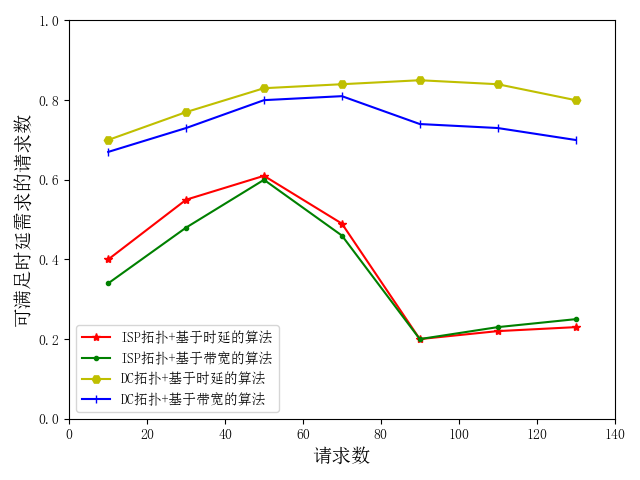 1.0
0.8
0.6
0.4
0.2
0.0
可满足时延需求的请求数
ISP拓扑+基于时延的算法
ISP拓扑+基于带宽的算法
DC拓扑+基于时延的算法
DC拓扑+基于带宽的算法
0 20 40 60 80 100 120 140
请求数